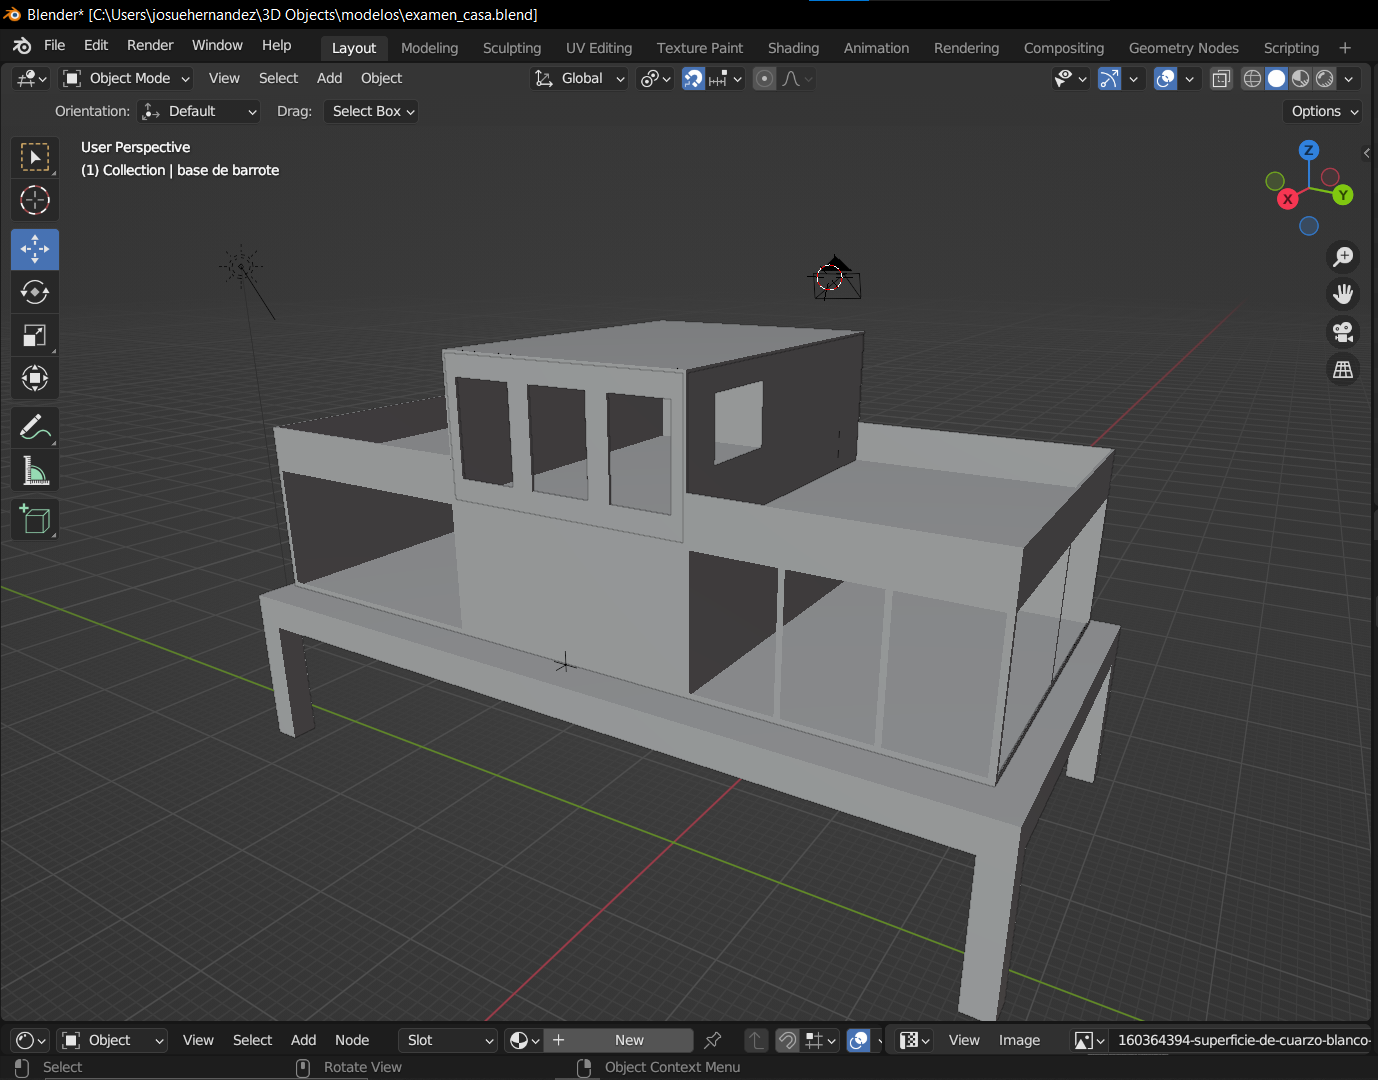 Blender* [C:\Users\josuehernandez\3D Objects\modelos\examen_casa.blend]
File Edit Render Window Help Layout Modeling Sculpting UV Editing Texture Paint Shading Animation Rendering Compositing Geometry Nodes Scripting +
Object Mode View Select Add Object Global
Orientation: Default Drag: Select Box Options
User Perspective
(1) Collection | base de barrote
Z
Y
X
Object View Select Add Node Slot + New View Image 160364394-superficie-de-cuarzo-blanco-
Select Rotate View Object Context Menu